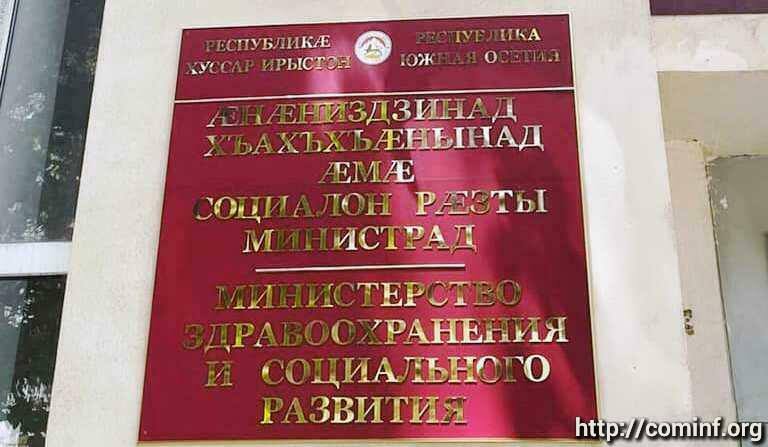 РЕСПУБЛИКÆ
ХУССАР ИРЫСТОН
РЕСПУБЛИКА
ЮЖНАЯ ОСЕТИЯ
ÆНÆНИЗДЗИНАД
ХЪАХЪХЪÆНЫНАД
ÆМÆ
СОЦИАЛОН РÆЗТЫ
МИНИСТРАД
МИНИСТЕРСТВО
ЗДРАВООХРАНЕНИЯ
И СОЦИАЛЬНОГО
РАЗВИТИЯ
http://cominf.org